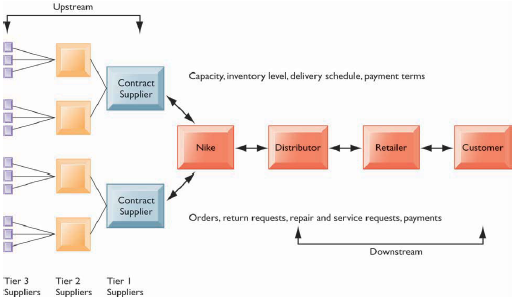 Upstream
Contract
Supplier
Capacity, inventory level, delivery schedule, payment terms
Nike
Distributor
Retailer
Customer
Contract
Supplier
Orders, return requests, repair and service requests, payments
Downstream
Tier 3
Suppliers
Tier 2
Suppliers
Tier 1
Suppliers